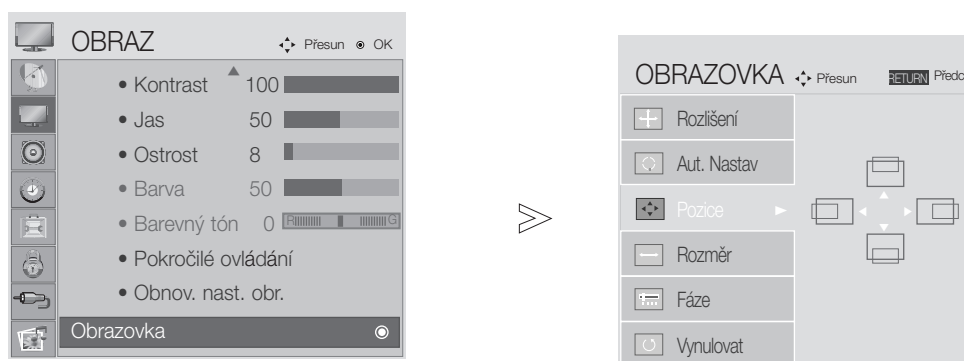 OBRAZ Přesun OK
• Kontrast 100
• Jas 50
• Ostrost 8
• Barva 50
• Barevný tón 0 R G
• Pokročilé ovládání
• Obnov. nast. obr.
Obrazovka
OBRAZOVKA Přesun RETURN Předc
Rozlišení
Aut. Nastav
Pozice
Rozměr
Fáze
Vynulovat